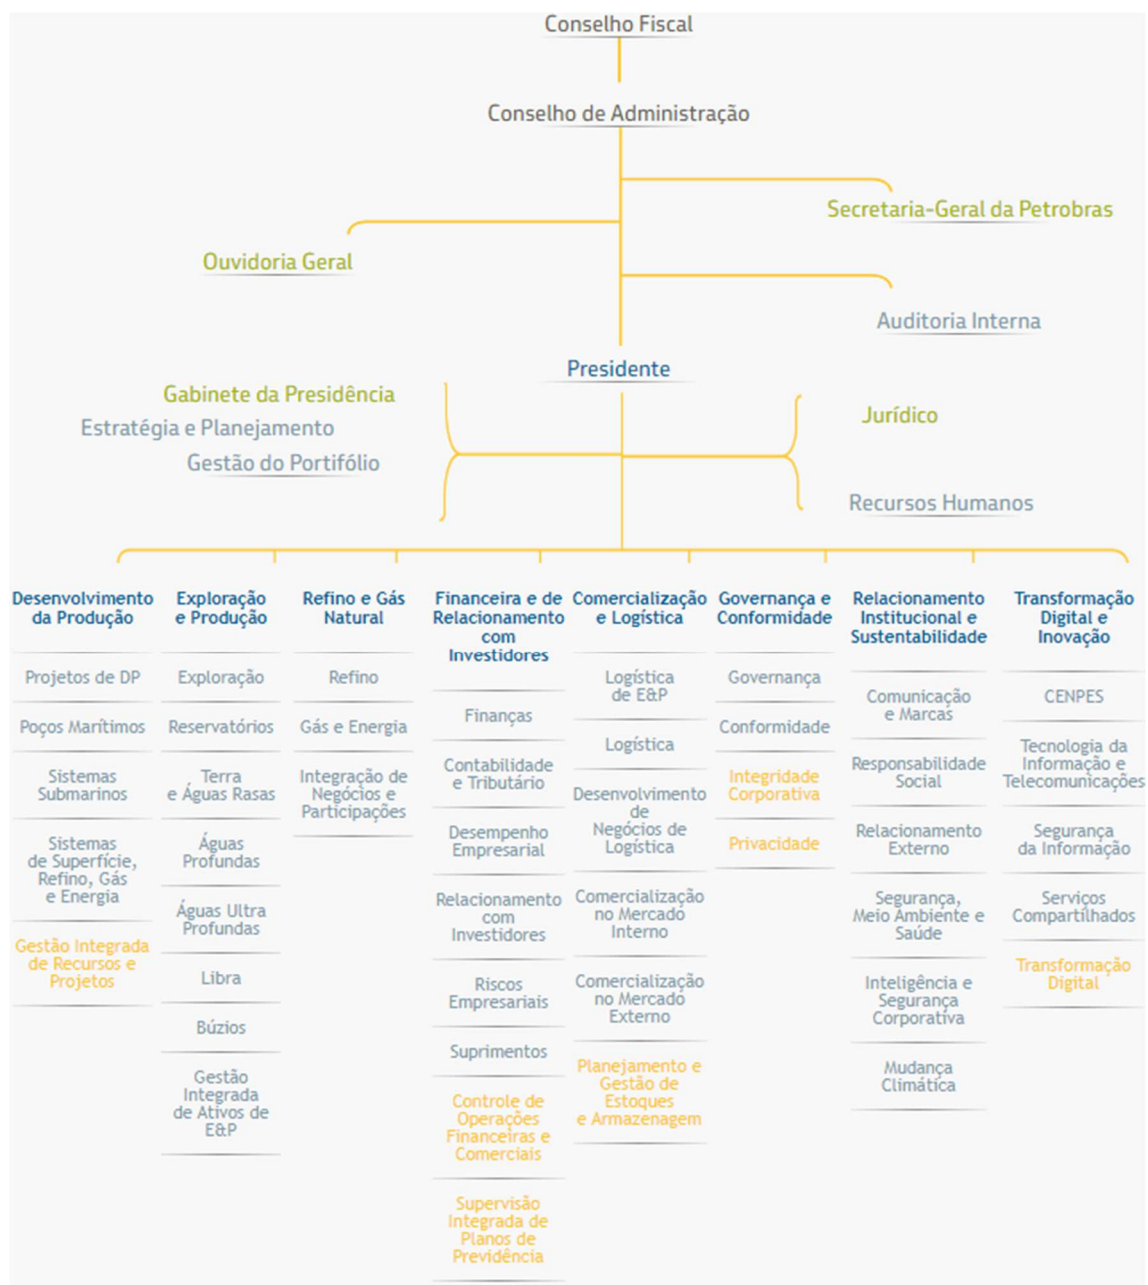 Conselho Fiscal
Conselho de Administração
Secretaria-Geral da Petrobras
Ouvidoria Geral
Auditoria Interna
Presidente
Gabinete da Presidência
Estratégia e Planejamento
Gestão do Portifólio
Jurídico
Recursos Humanos
Desenvolvimento
da Produção
Projetos de DP
Poços Marítimos
Sistemas
Submarinos
Sistemas
de Superfície,
Refino, Gás
e Energia
Gestão Integrada
de Recursos e
Projetos
Exploração
e Produção
Exploração
Reservatórios
Terra
e Águas Rasas
Águas
Profundas
Águas Ultra
Profundas
Libra
Búzios
Gestão
Integrada
de Ativos de
E&P
Refino e Gás
Natural
Refino
Gás e Energia
Integração de
Negócios e
Participações
Financeira e de
Relacionamento
com
Investidores
Finanças
Contabilidade
e Tributário
Desempenho
Empresarial
Relacionamento
com
Investidores
Riscos
Empresariais
Suprimentos
Controle de
Operações
Financeiras e
Comerciais
Supervisão
Integrada de
Planos de
Previdência
Comercialização
e Logística
Logística
de E&P
Logística
Desenvolvimento
de
Negócios de
Logística
Comercialização
no Mercado
Interno
Comercialização
no Mercado
Externo
Planejamento e
Gestão de
Estoques
e Armazenagem
Governança e
Conformidade
Governança
Conformidade
Integridade
Corporativa
Privacidade
Relacionamento
Institucional e
Sustentabilidade
Comunicação
e Marcas
Responsabilidade
Social
Relacionamento
Externo
Segurança,
Meio Ambiente e
Saúde
Inteligência e
Segurança
Corporativa
Mudança
Climática
Transformação
Digital e
Inovação
CENPES
Tecnologia da
Informação e
Telecomunicações
Segurança
da Informação
Serviços
Compartilhados
Transformação
Digital